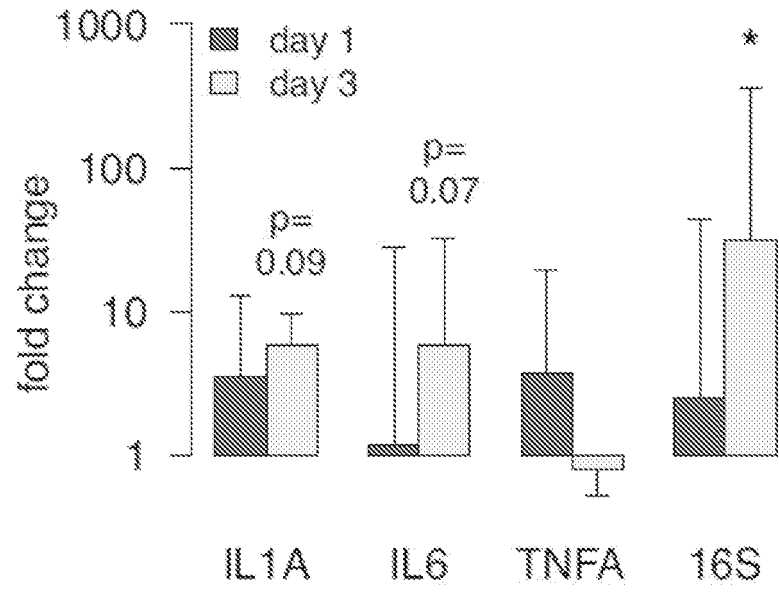 1000
day 1
day 3
*
100
p=
0.07
p=
0.09
fold change
10
1
IL1A
IL6
TNFA
16S